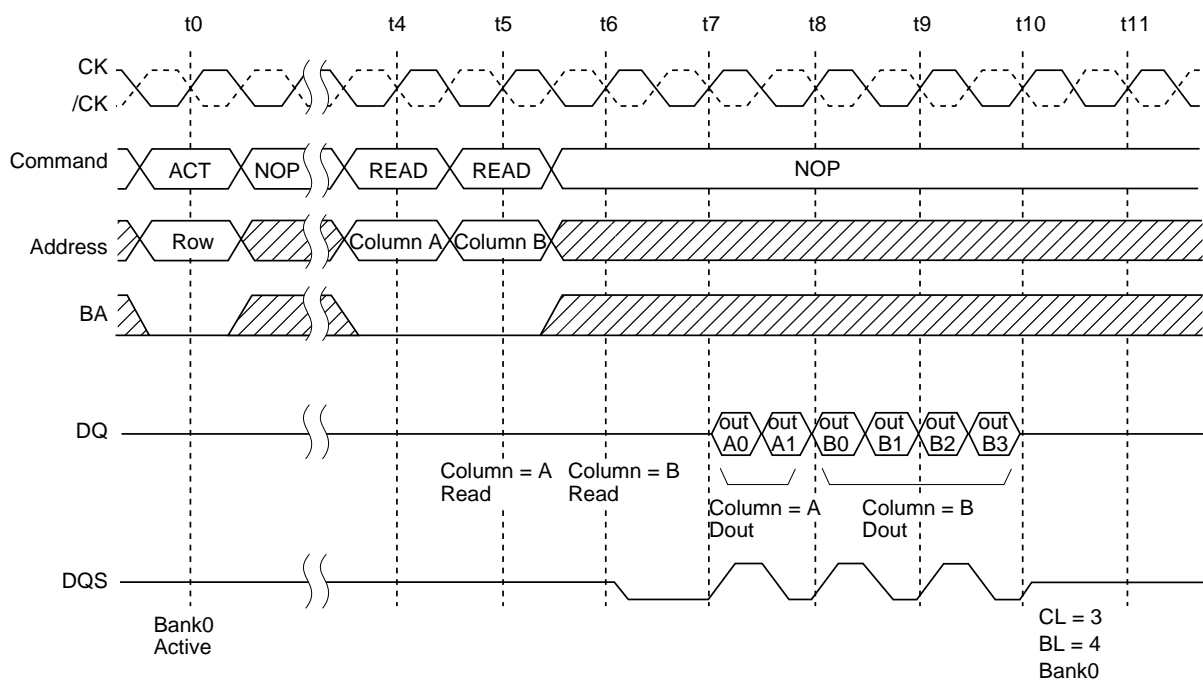 t0 t4 t5 t6 t7 t8 t9 t10 t11
CK
/CK
Command ACT NOP READ READ NOP
Address Row Column A Column B
BA
DQ out A0 out A1 out B0 out B1 out B2 out B3
Column = A Column = B
Read Read
Column = A Column = B
Dout Dout
DQS
Bank0
Active
CL = 3
BL = 4
Bank0